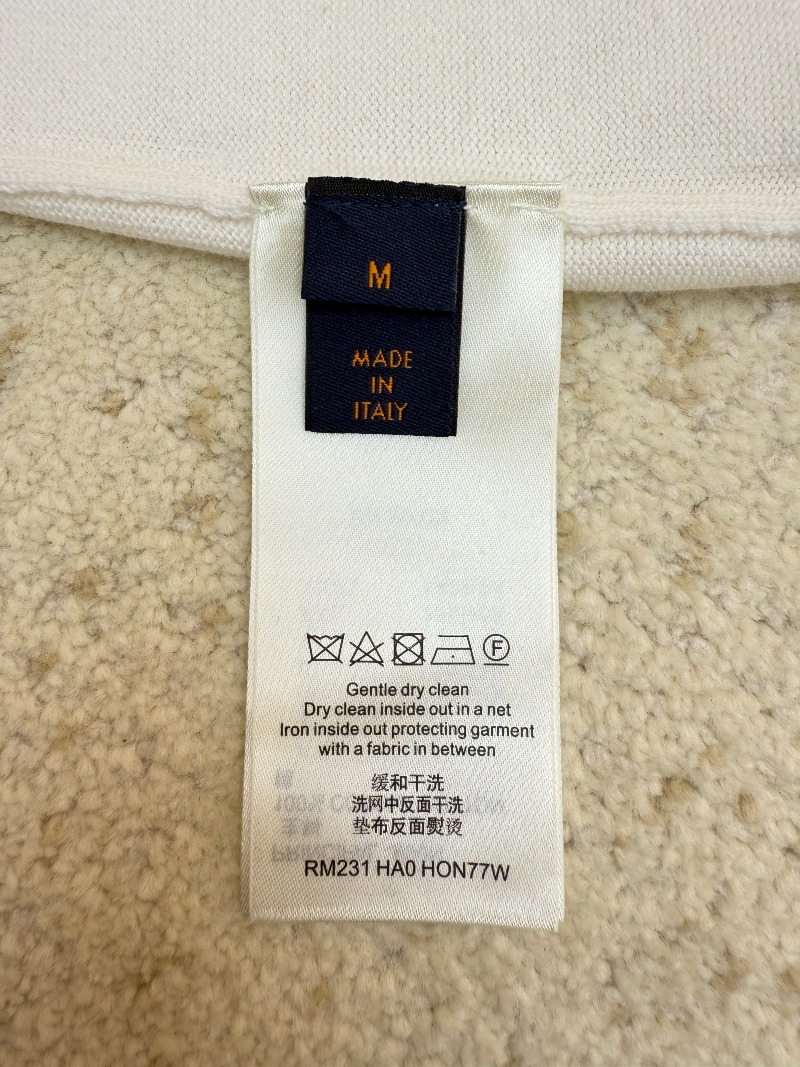 M
MADE
IN
ITALY
F
Gentle dry clean
Dry clean inside out in a net
Iron inside out protecting garment
with a fabric in between
缓和干洗
洗网中反面干洗
垫布反面熨烫
RM231 HA0 HON77W